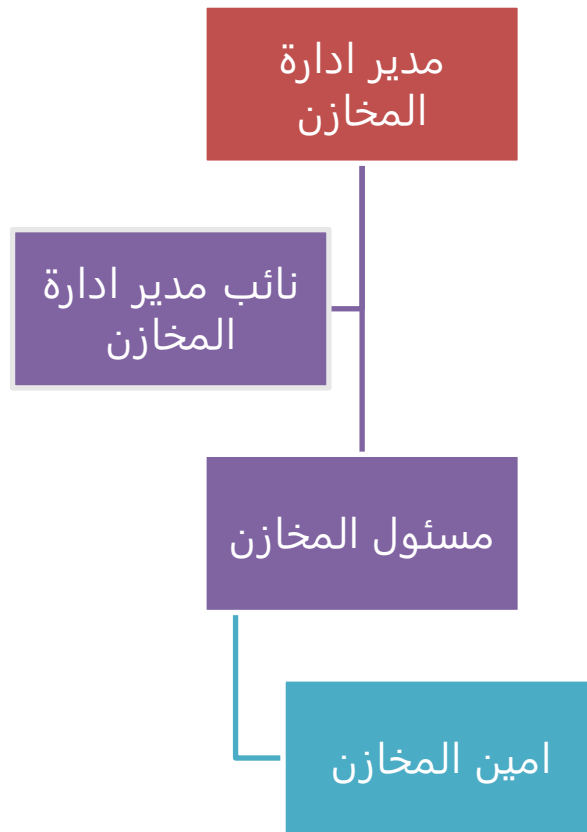 مدير ادارة
المخازن
نائب مدير ادارة
المخازن
مسئول المخازن
امين المخازن